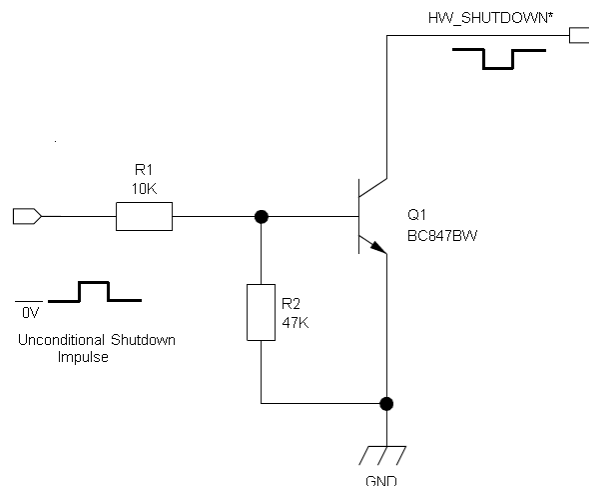 HW_SHUTDOWN*
R1
10K
Q1
BC847BW
R2
47K
0V
Unconditional Shutdown
Impulse
GND